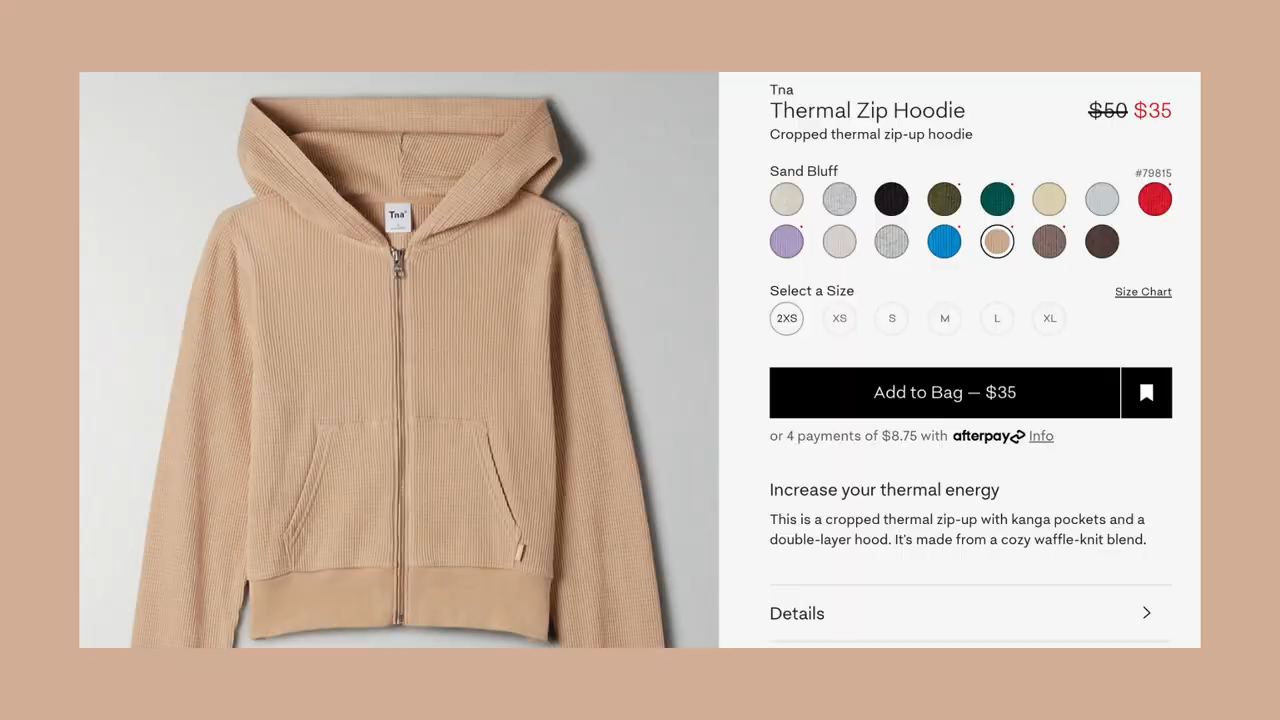 Tna
Tna
Thermal Zip Hoodie
$50 $35
Cropped thermal zip-up hoodie
Sand Bluff
#79815
Select a Size
Size Chart
2XS XS S M L XL
Add to Bag — $35
or 4 payments of $8.75 with afterpay Info
Increase your thermal energy
This is a cropped thermal zip-up with kanga pockets and a
double-layer hood. It's made from a cozy waffle-knit blend.
Details